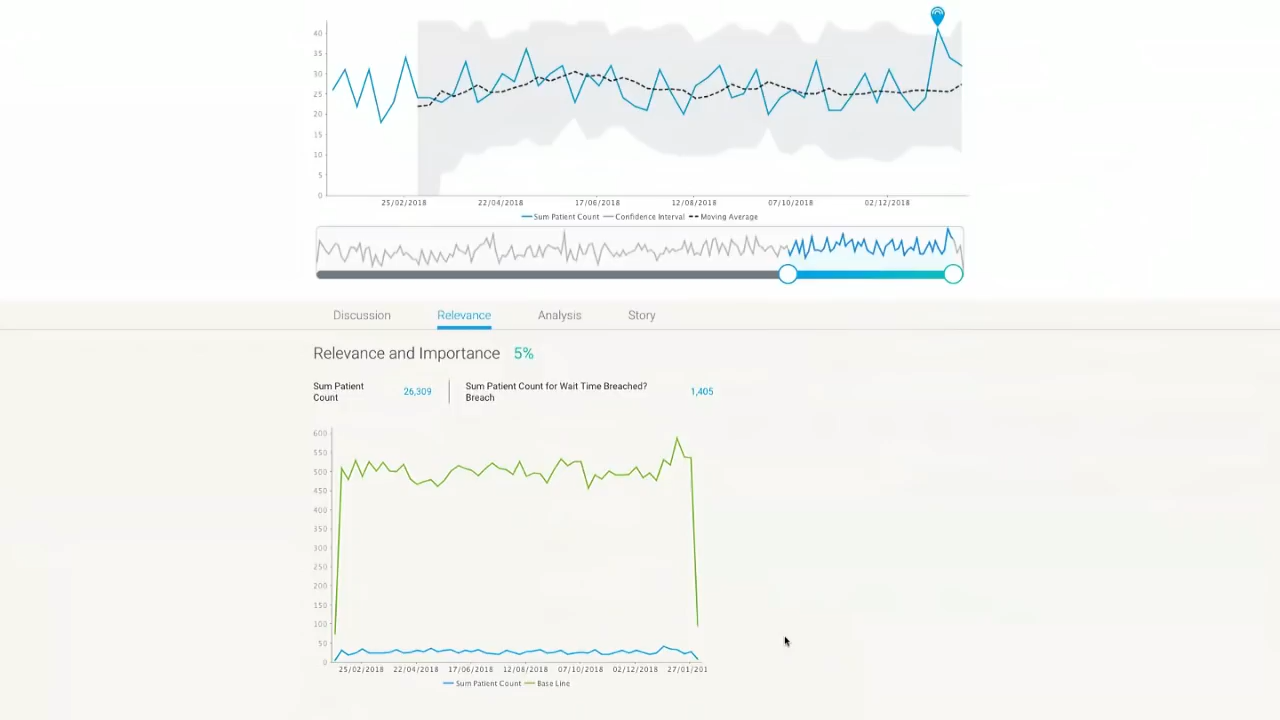 40
35
30
25
20
15
10
5
0
25/02/2018 22/04/2018 17/06/2018 12/08/2018 07/10/2018 02/12/2018
Sum Patient Count Confidence Interval Moving Average
Discussion Relevance Analysis Story
Relevance and Importance 5%
Sum Patient Count 26,309
Sum Patient Count for Wait Time Breached? Breach 1,405
600
550
500
450
400
350
300
250
200
150
100
50
0
25/02/2018 22/04/2018 17/06/2018 12/08/2018 07/10/2018 02/12/2018 27/01/201
Sum Patient Count Base Line